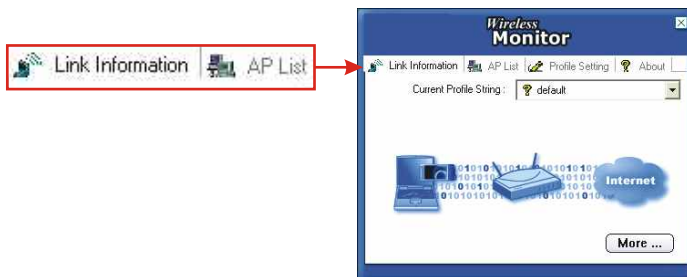 Link Information AP List
Wireless
Monitor
Link Information AP List Profile Setting About
Current Profile String : default
Internet
More ...